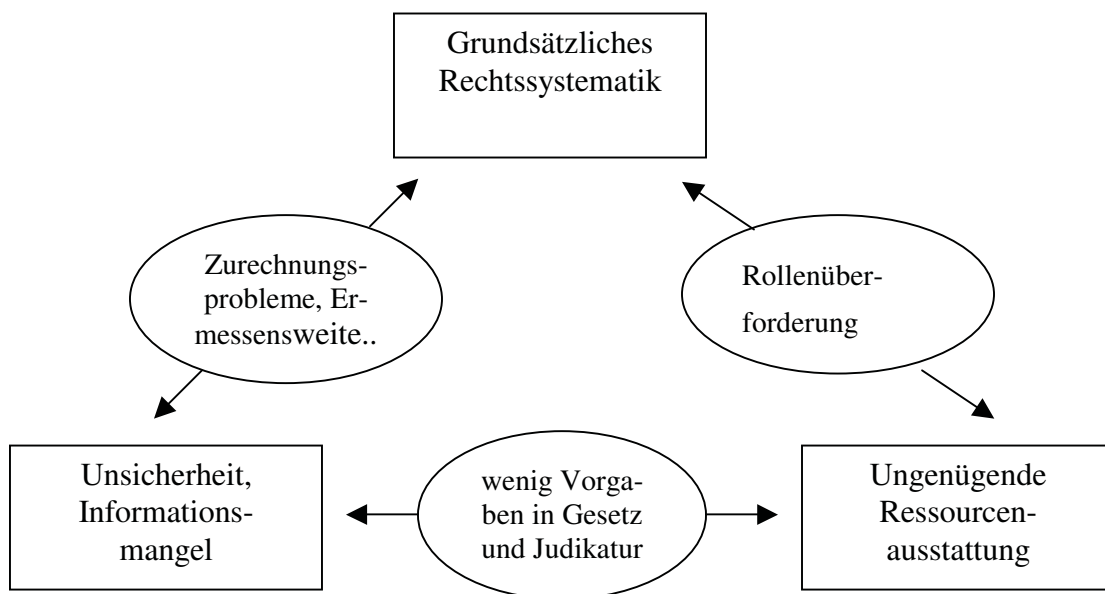 Grundsätzliches
Rechtssystematik
Zurechnungs-
probleme, Er-
messensweite..
Rollenüber-
forderung
Unsicherheit,
Informations-
mangel
wenig Vorga-
ben in Gesetz
und Judikatur
Ungenügende
Ressourcen-
ausstattung